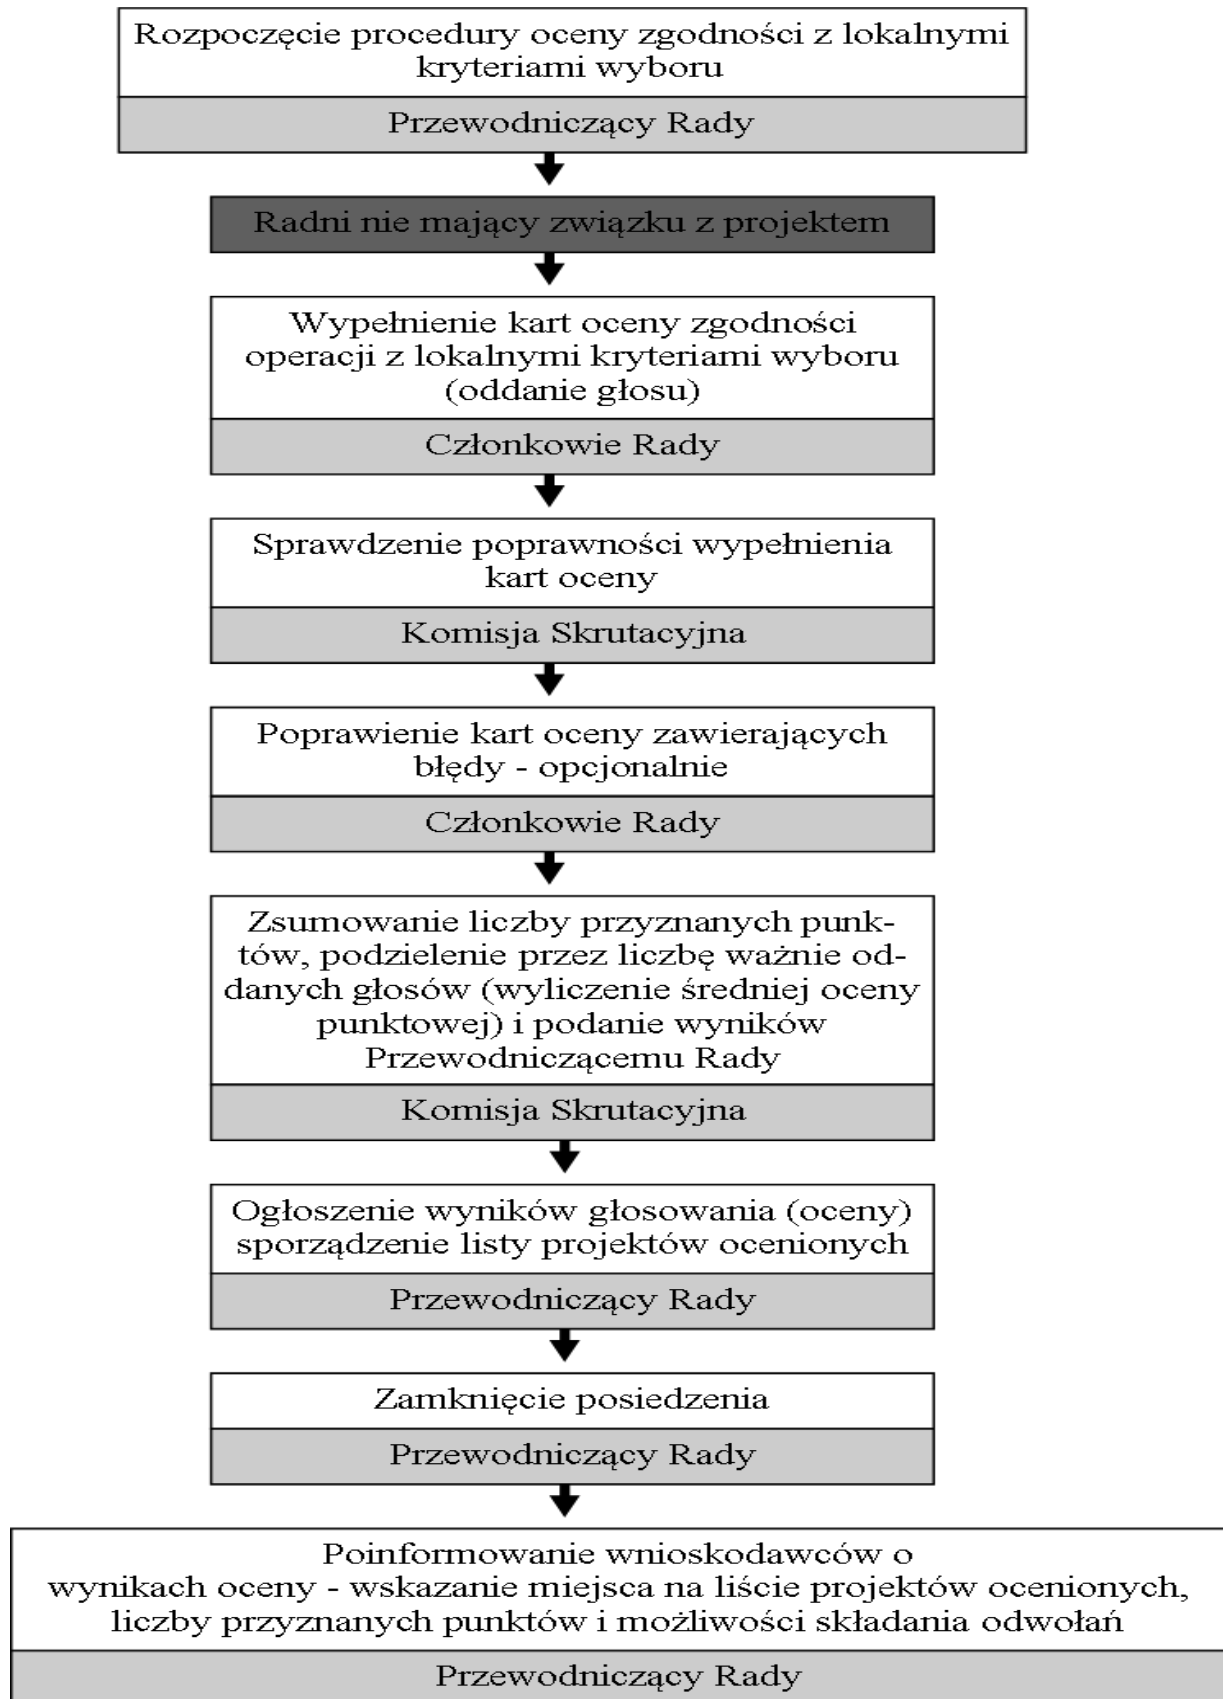 Rozpoczęcie procedury oceny zgodności z lokalnymi
kryteriami wyboru
Przewodniczący Rady
Radni nie mający związku z projektem
Wypełnienie kart oceny zgodności
operacji z lokalnymi kryteriami wyboru
(oddanie głosu)
Członkowie Rady
Sprawdzenie poprawności wypełnienia
kart oceny
Komisja Skrutacyjna
Poprawienie kart oceny zawierających
błędy - opcjonalnie
Członkowie Rady
Zsumowanie liczby przyznanych punk-
tów, podzielenie przez liczbę ważnie od-
danych głosów (wyliczenie średniej oceny
punktowej) i podanie wyników
Przewodniczącemu Rady
Komisja Skrutacyjna
Ogłoszenie wyników głosowania (oceny)
sporządzenie listy projektów ocenionych
Przewodniczący Rady
Zamknięcie posiedzenia
Przewodniczący Rady
Poinformowanie wnioskodawców o
wynikach oceny - wskazanie miejsca na liście projektów ocenionych,
liczby przyznanych punktów i możliwości składania odwołań
Przewodniczący Rady